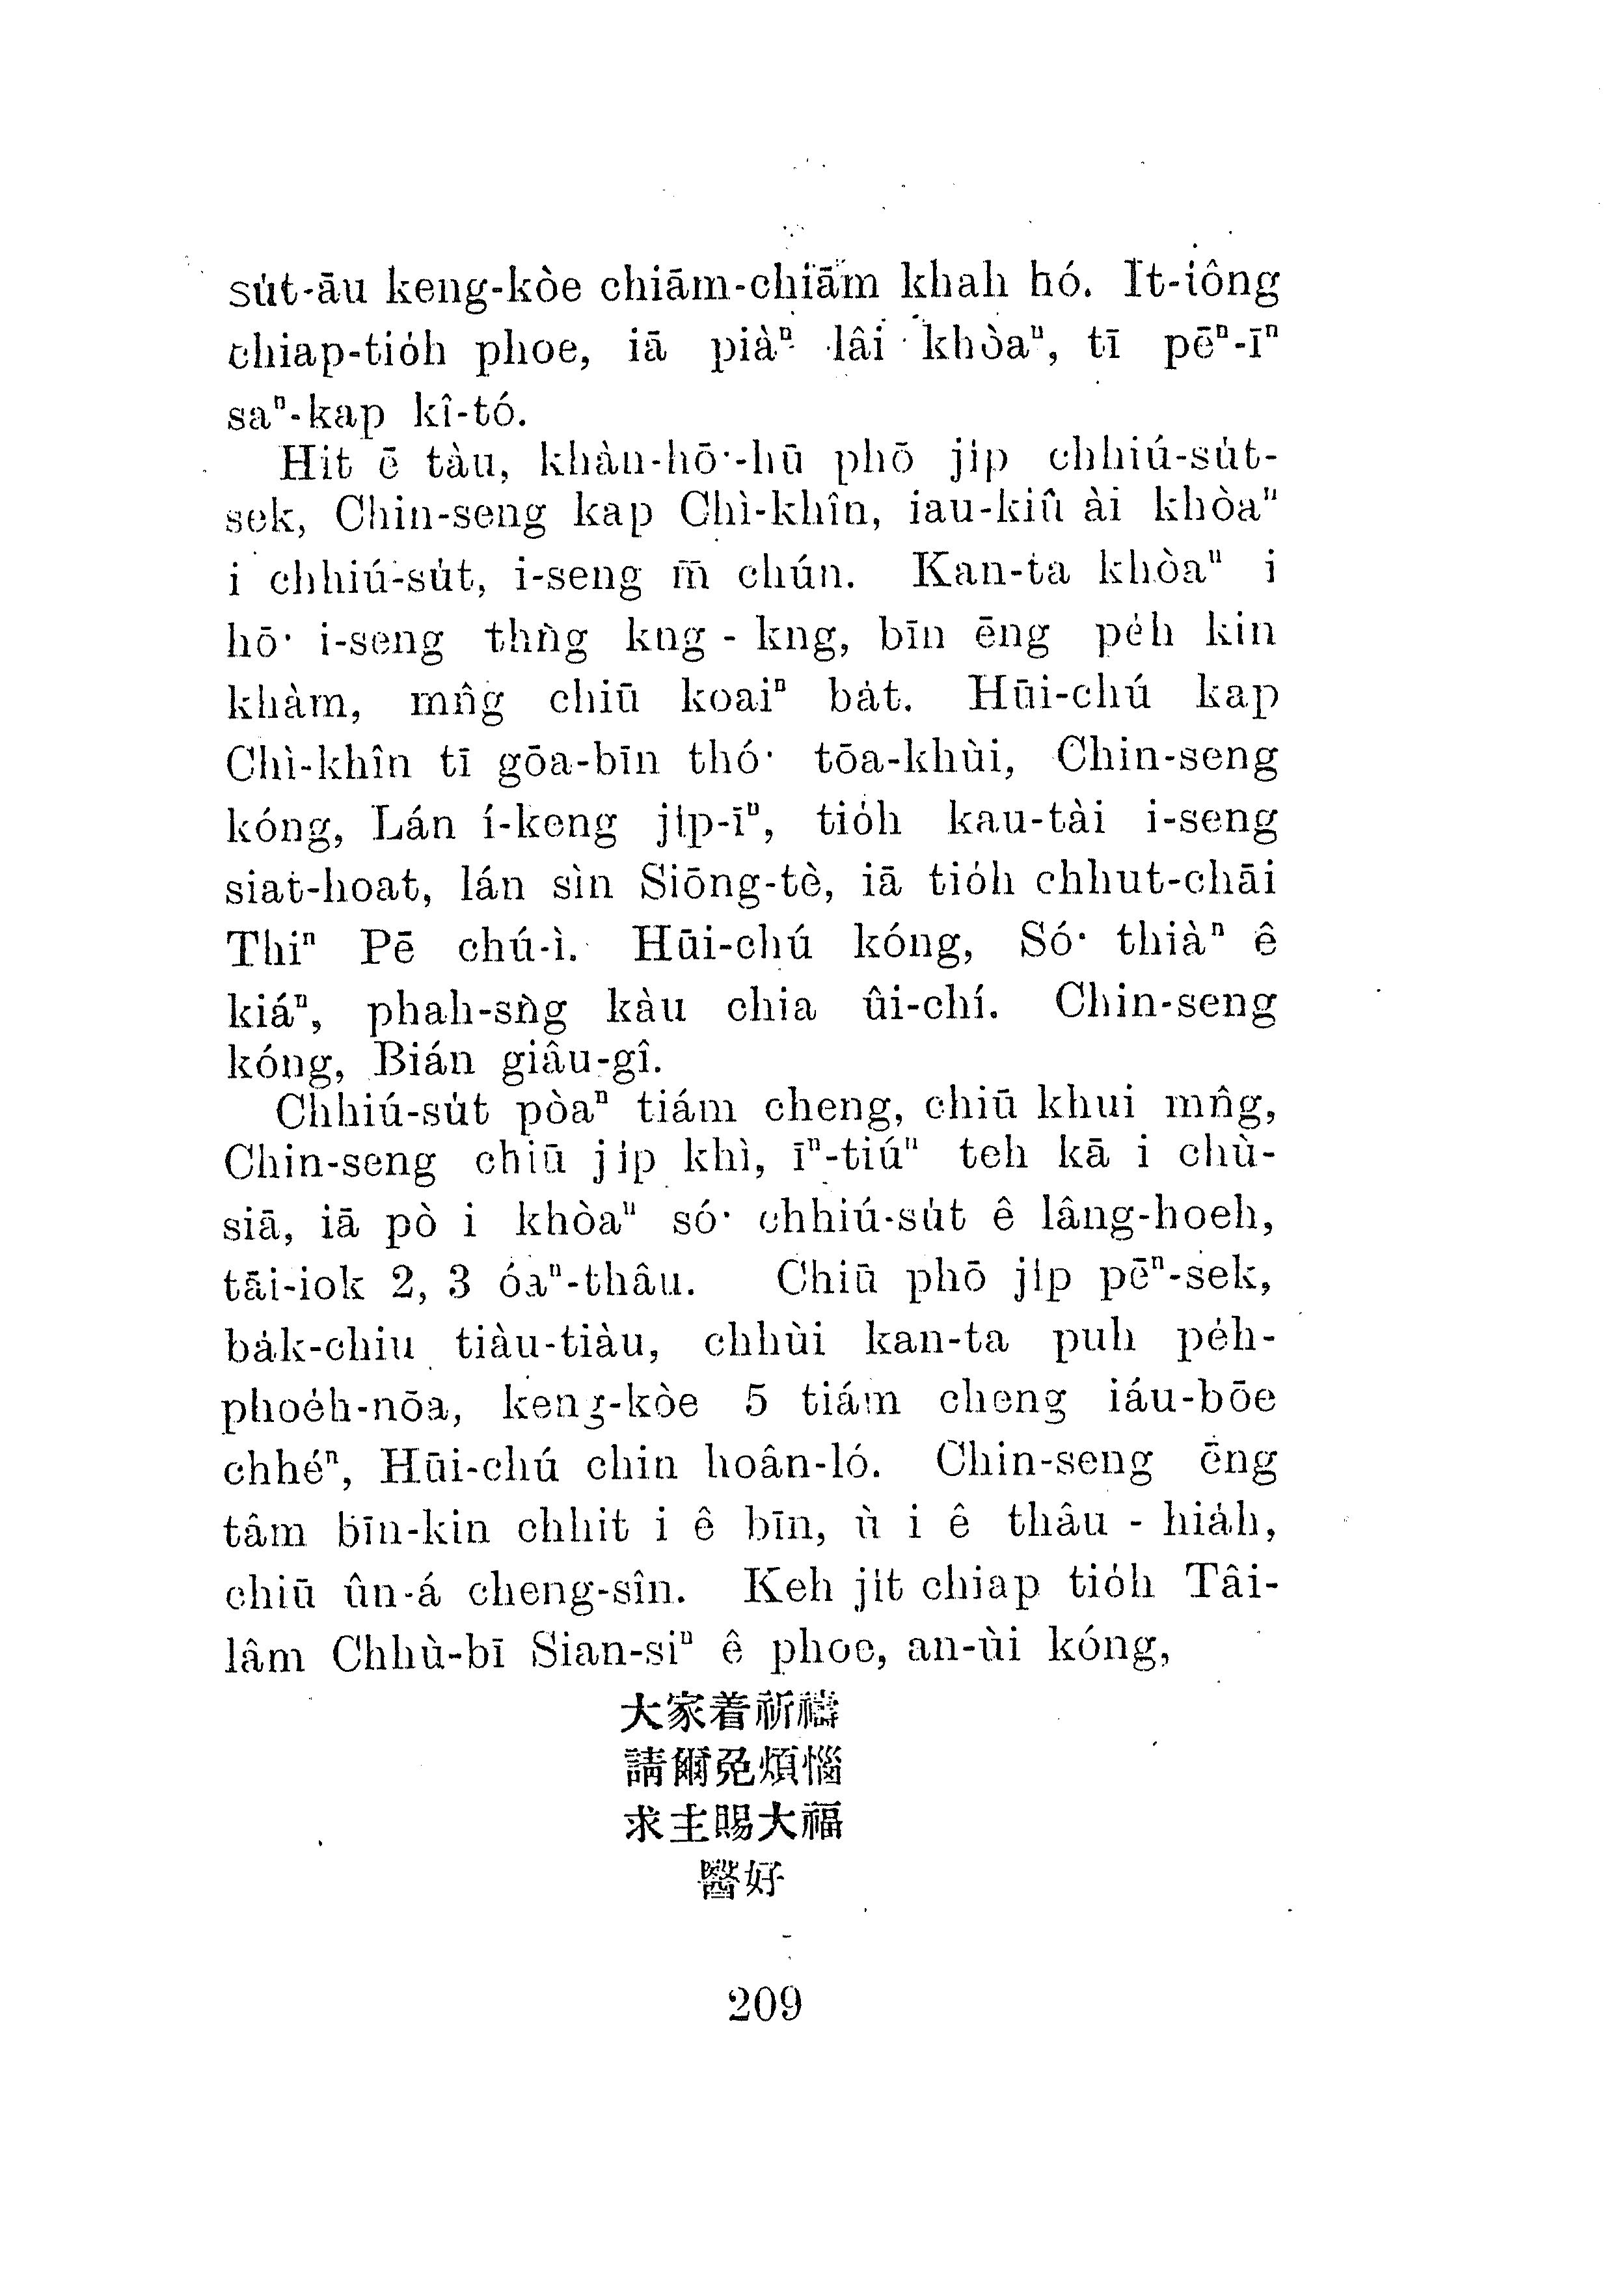 su̍t-āu keng-kòe chiām-chiām khah hó. It-iông
chiap-tio̍h phoe, iā piàⁿ lâi khòaⁿ, tī pēⁿ-īⁿ
saⁿ-kap kî-tó.
Hit ē tàu, khàn-hō͘-hū phō ji̍p chhiú-su̍t-
sek, Chin-seng kap Chì-khîn, iau-kiû ài khòaⁿ
i chhiú-su̍t, i-seng m̄ chún. Kan-ta khòaⁿ i
hō͘ i-seng thǹg kng - kng, bīn ēng pe̍h kin
khàm, mn̂g chiū koaiⁿ ba̍t. Hūi-chú kap
Chì-khîn tī gōa-bīn thó͘ tōa-khùi, Chin-seng
kóng, Lán í-keng ji̍p-īⁿ, tio̍h kau-tài i-seng
siat-hoat, lán sìn Siōng-tè, iā tio̍h chhut-chāi
Thiⁿ Pē chú-ì. Hūi-chú kóng, Só͘ thiàⁿ ê
kiáⁿ, phah-sǹg kàu chia ûi-chí. Chin-seng
kóng, Bián giâu-gî.
Chhiú-su̍t pòaⁿ tiám cheng, chiū khui mn̂g,
Chin-seng chiū ji̍p khì, īⁿ-tiúⁿ teh kā i chù-
siā, iā pò i khòaⁿ só͘ chhiú-su̍t ê lâng-hoeh,
tāi-iok 2, 3 óaⁿ-thâu. Chiū phō ji̍p pēⁿ-sek,
ba̍k-chiu tiàu-tiàu, chhùi kan-ta puh pe̍h-
phoe̍h-nōa, keng-kòe 5 tiám cheng iáu-bōe
chhéⁿ, Hūi-chú chin hoân-ló. Chin-seng ēng
tâm bīn-kin chhit i ê bīn, ù i ê thâu - hia̍h,
chiū ûn-á cheng-sîn. Keh ji̍t chiap tio̍h Tâi-
lâm Chhù-bī Sian-siⁿ ê phoe, an-ùi kóng,
大家着祈禱
請爾免煩惱
求主賜大福
醫好
209